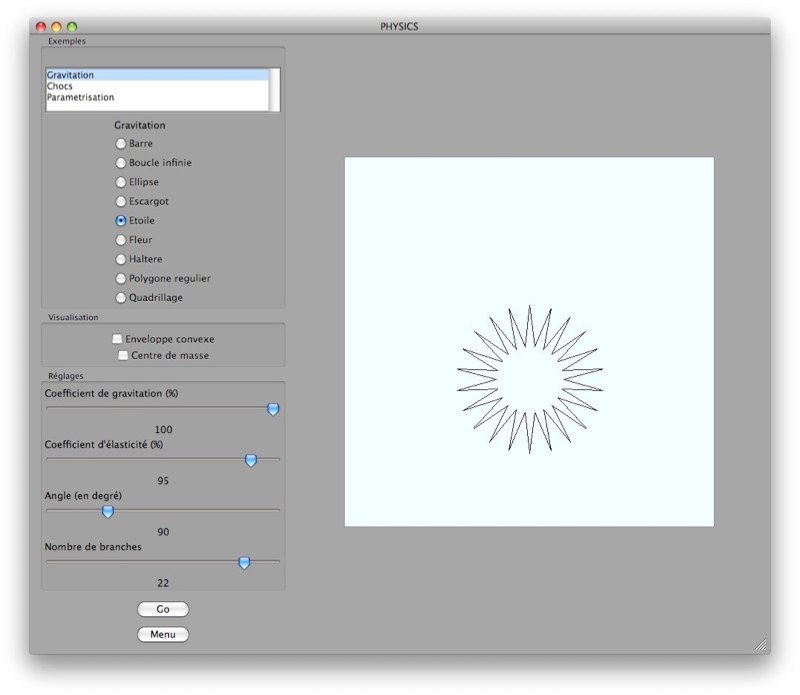 PHYSICS
Exemples
Gravitation
Chocs
Parametrisation
Gravitation
Barre
Boucle infinie
Ellipse
Escargot
Etoile
Fleur
Haltere
Polygone regulier
Quadrillage
Visualisation
Enveloppe convexe
Centre de masse
Réglages
Coefficient de gravitation (%)
100
Coefficient d'élasticité (%)
95
Angle (en degré)
90
Nombre de branches
22
Go
Menu